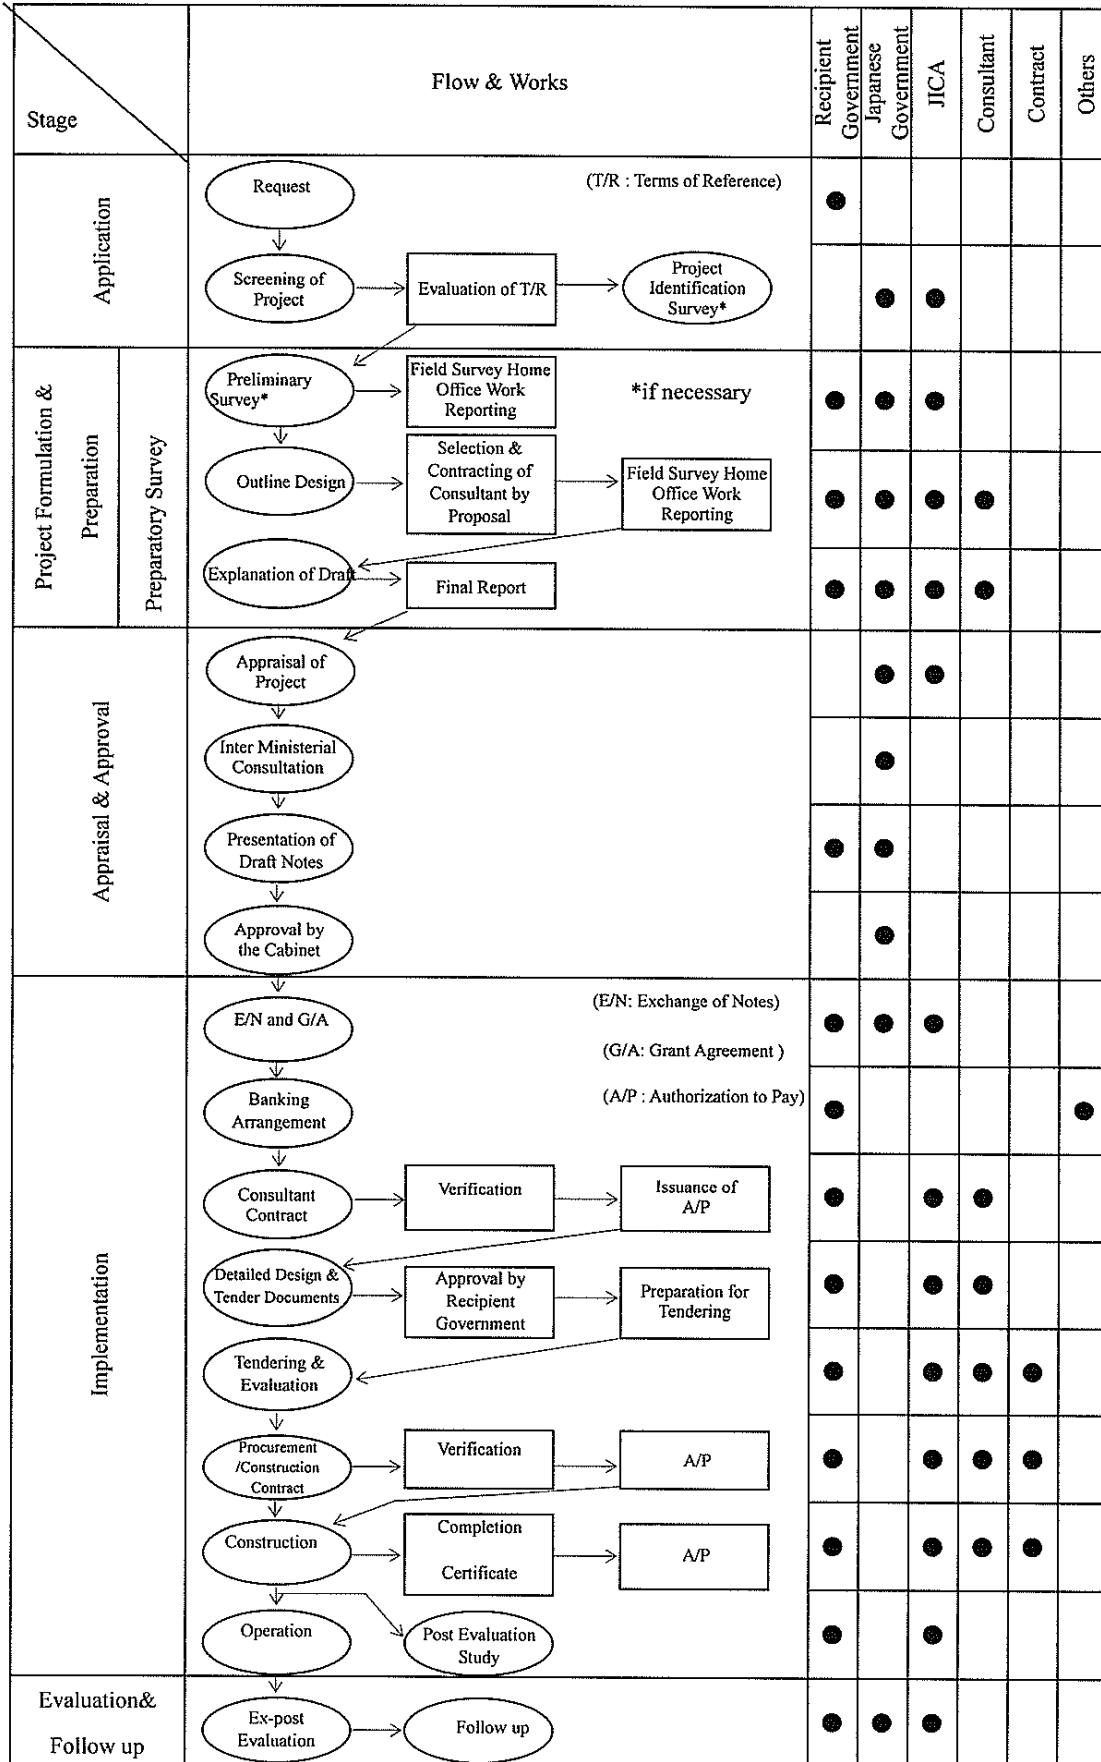 Stage
Flow & Works
Recipient
Government
Japanese
Government
JICA
Consultant
Contract
Others
Application
Request
(T/R : Terms of Reference)
Screening of
Project
Evaluation of T/R
Project
Identification
Survey*
Project Formulation &
Preparation
Preparatory Survey
Preliminary
Survey*
Field Survey Home
Office Work
Reporting
*if necessary
Outline Design
Selection &
Contracting of
Consultant by
Proposal
Field Survey Home
Office Work
Reporting
Explanation of Draft
Final Report
Appraisal & Approval
Appraisal of
Project
Inter Ministerial
Consultation
Presentation of
Draft Notes
Approval by
the Cabinet
Implementation
E/N and G/A
(E/N: Exchange of Notes)
(G/A: Grant Agreement )
(A/P : Authorization to Pay)
Banking
Arrangement
Consultant
Contract
Verification
Issuance of
A/P
Detailed Design &
Tender Documents
Approval by
Recipient
Government
Preparation for
Tendering
Tendering &
Evaluation
Procurement
/Construction
Contract
Verification
A/P
Construction
Completion
Certificate
A/P
Operation
Post Evaluation
Study
Evaluation&
Follow up
Ex-post
Evaluation
Follow up